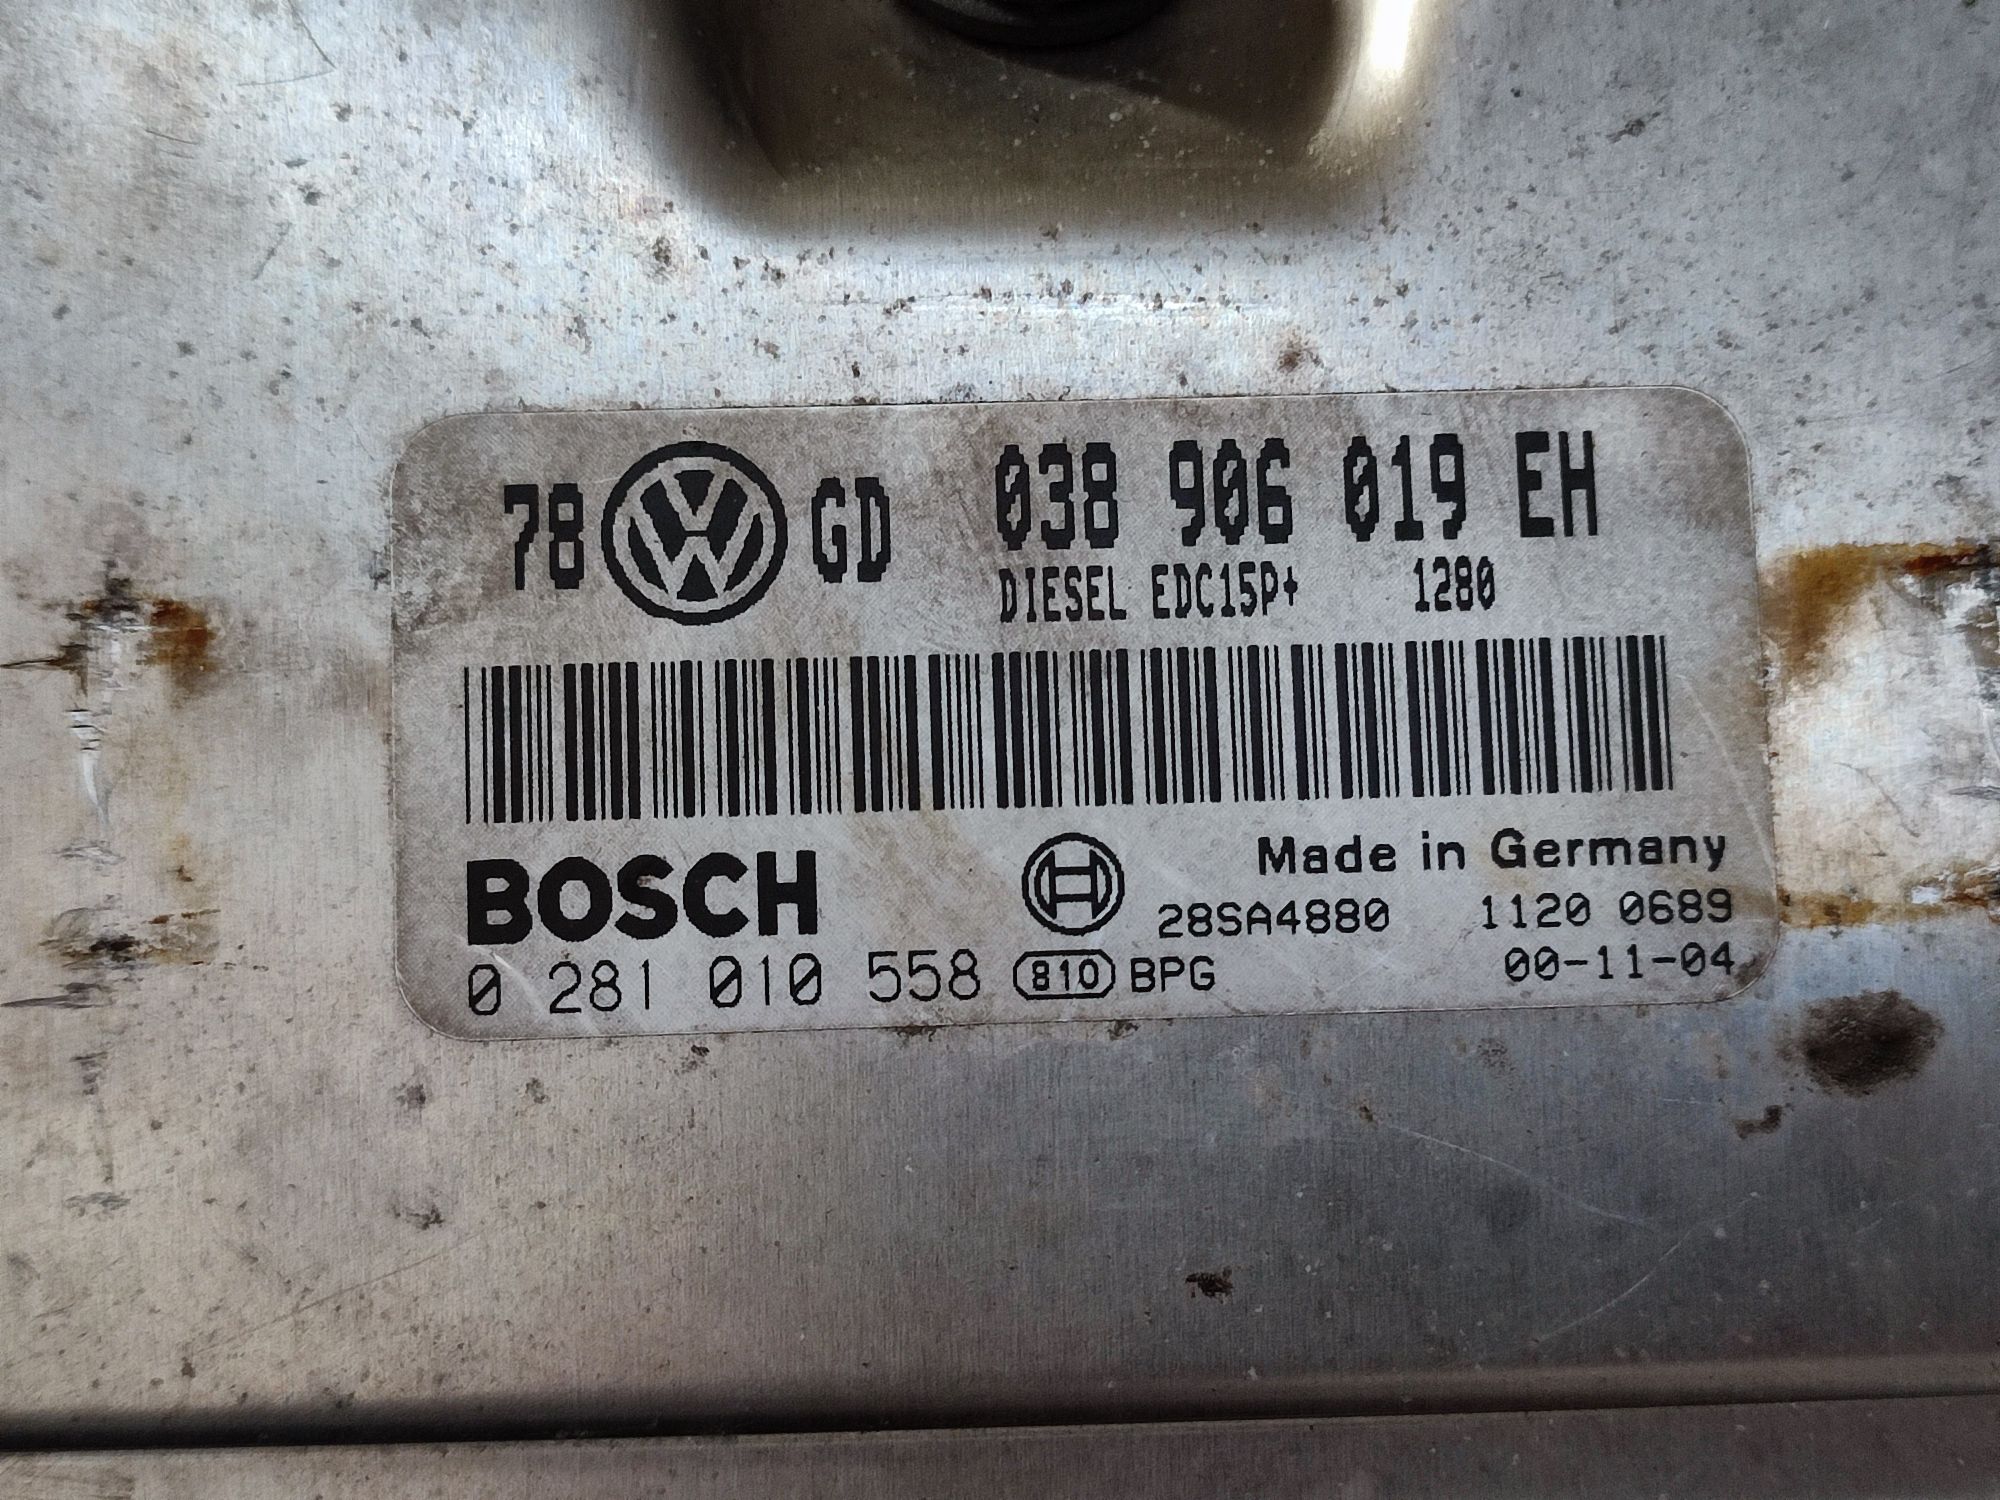 78 VW GD 038 906 019 EH
DIESEL EDC15P+ 1280
BOSCH
Made in Germany
28SA4880 1120 0689
0 281 010 558 810 BPG 00-11-04